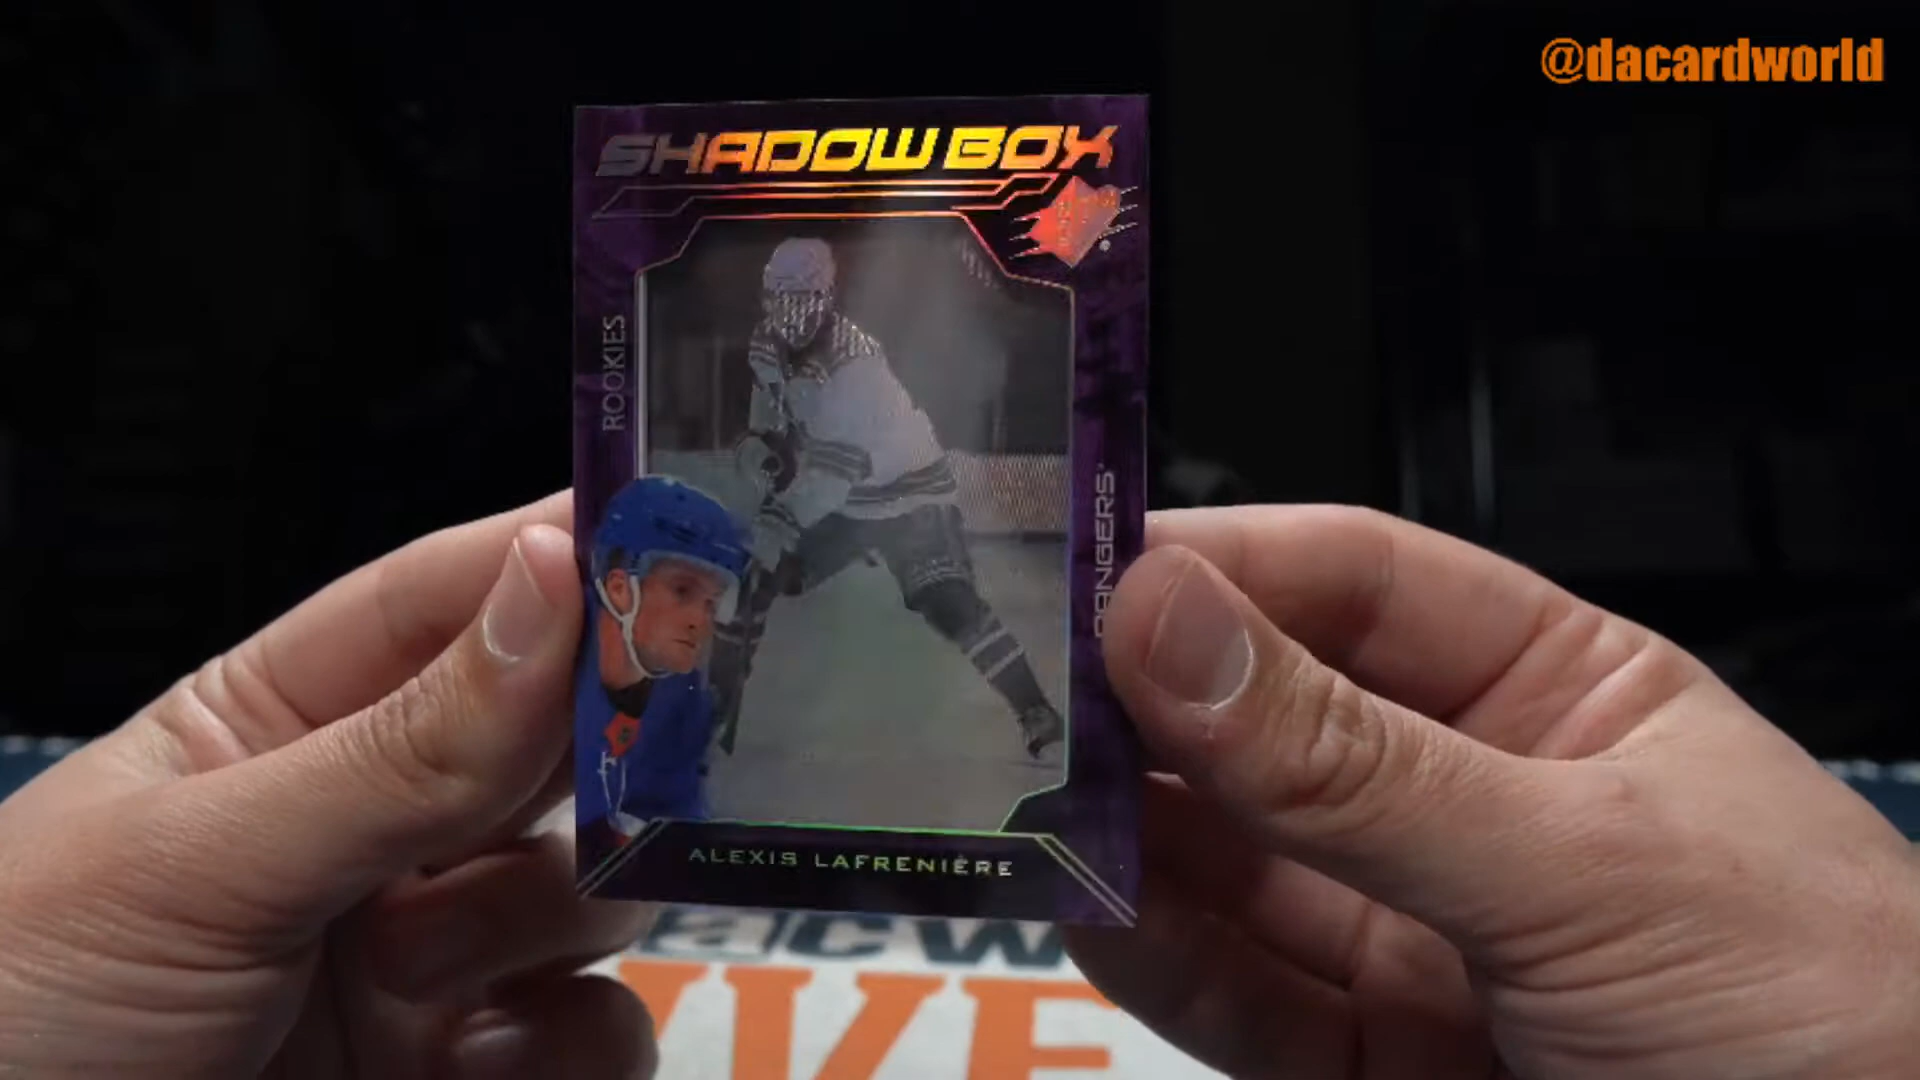 @dacardworld
SHADOW BOX
ROOKIES
RANGERS
ALEXIS LAFRENIÈRE